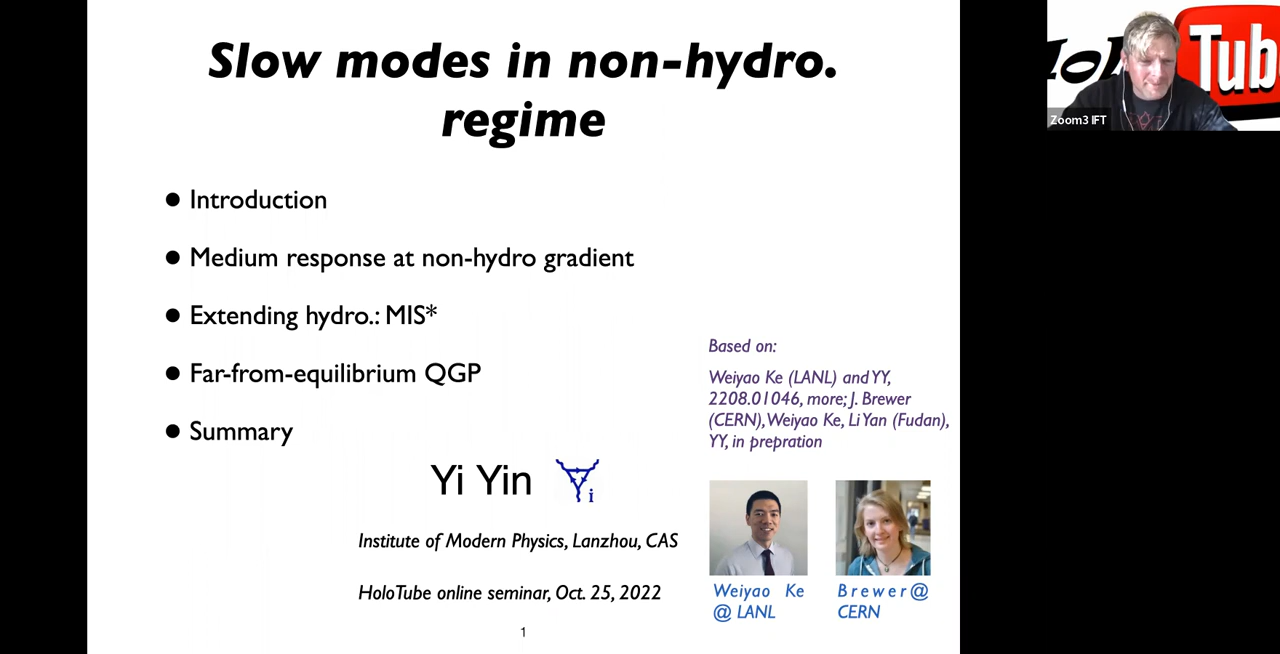 Slow modes in non-hydro.
regime
● Introduction
● Medium response at non-hydro gradient
● Extending hydro.: MIS*
● Far-from-equilibrium QGP
● Summary
Based on:
Weiyao Ke (LANL) and YY,
2208.01046, more; J. Brewer
(CERN), Weiyao Ke, Li Yan (Fudan),
YY, in prepration
Yi Yin
i
Institute of Modern Physics, Lanzhou, CAS
HoloTube online seminar, Oct. 25, 2022
Weiyao Ke
@ LANL
Brewer@
CERN
1
Tub
Zoom3 IFT